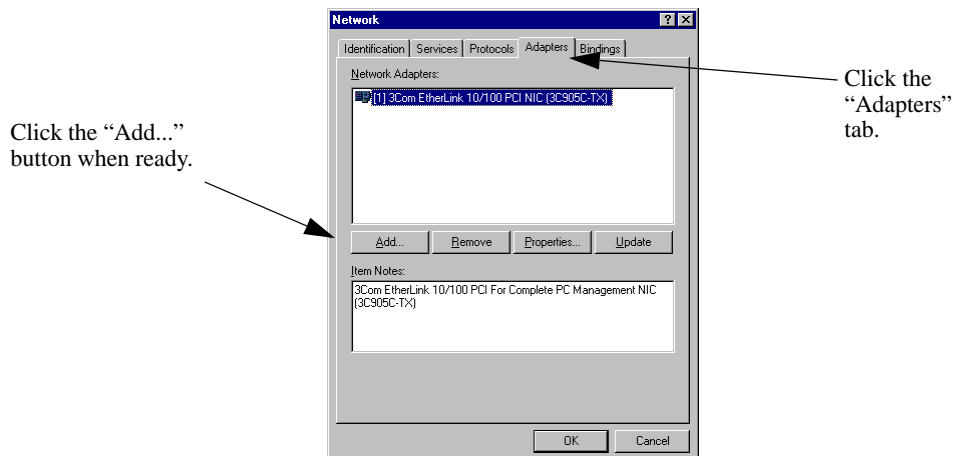 Network
Identification Services Protocols Adapters Bindings
Network Adapters:
[1] 3Com EtherLink 10/100 PCI NIC (3C905C-TX)
Click the
“Adapters”
tab.
Click the “Add...”
button when ready.
Add... Remove Properties... Update
Item Notes:
3Com EtherLink 10/100 PCI For Complete PC Management NIC
(3C905C-TX)
OK Cancel